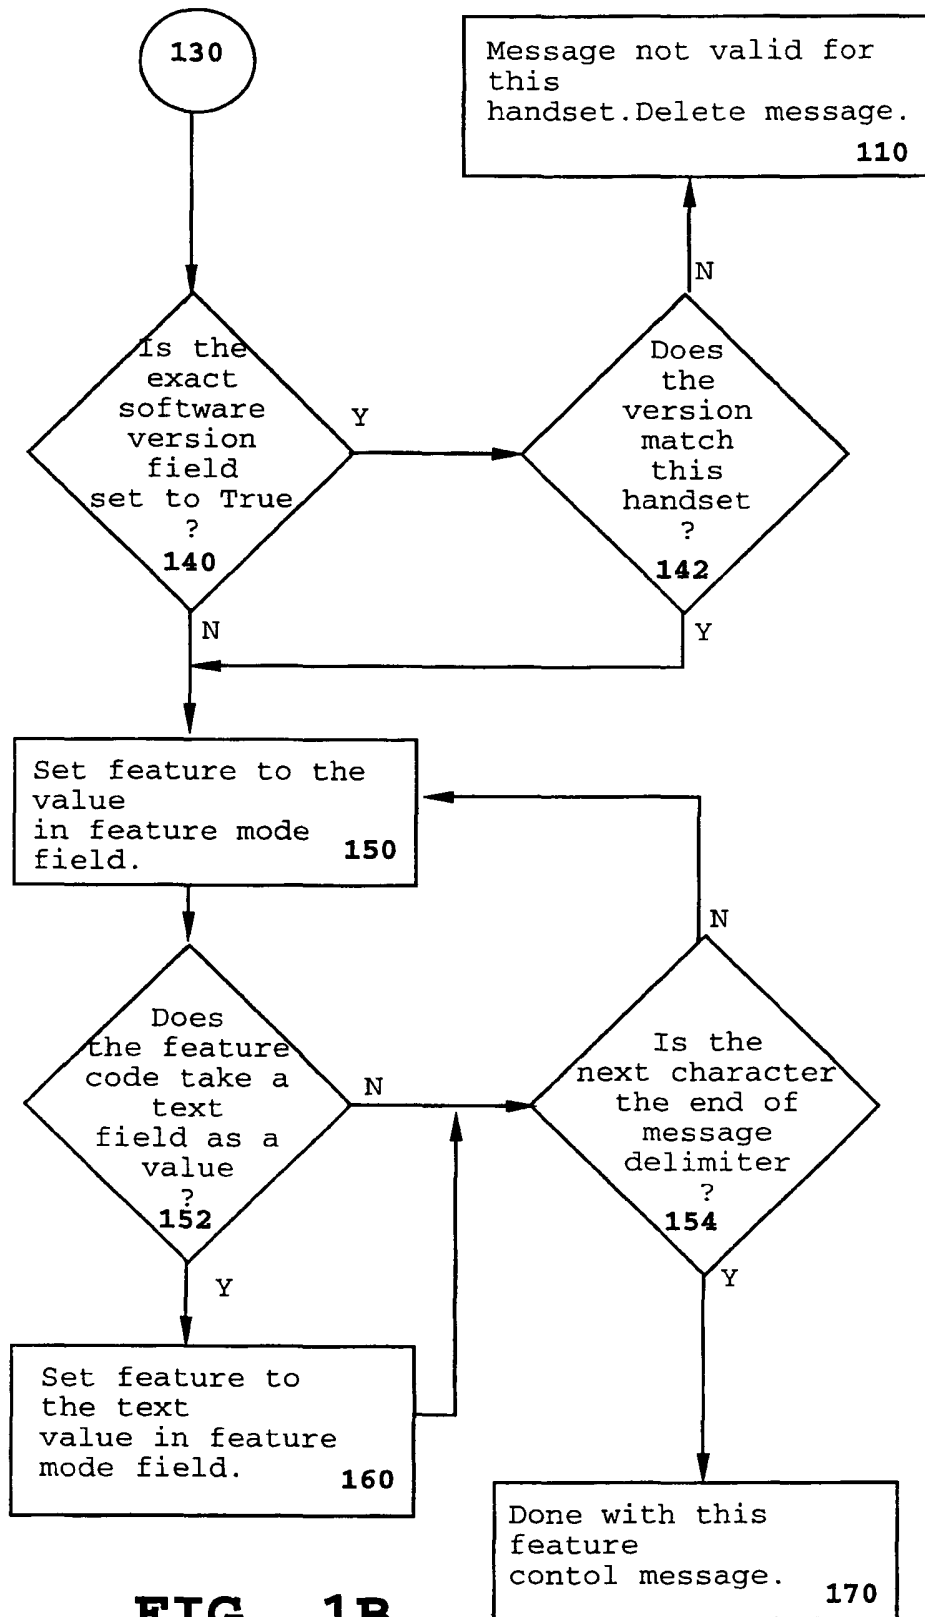 130
Message not valid for
this
handset.Delete message.
110
N
Is the
exact
software
version
field
set to True
?
140
Y
Does
the
version
match
this
handset
?
142
N
Y
Set feature to the
value
in feature mode
field.
150
N
Does
the feature
code take a
text
field as a
value
?
152
N
Is the
next character
the end of
message
delimiter
?
154
Y
Y
Set feature to
the text
value in feature
mode field.
160
Done with this
feature
contol message.
170
FIG. 1B